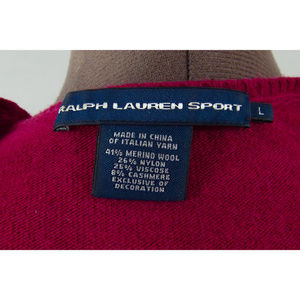 RALPH LAUREN SPORT
L
MADE IN CHINA
OF ITALIAN YARN
41% MERINO WOOL
26% NYLON
25% VISCOSE
8% CASHMERE
EXCLUSIVE OF
DECORATION